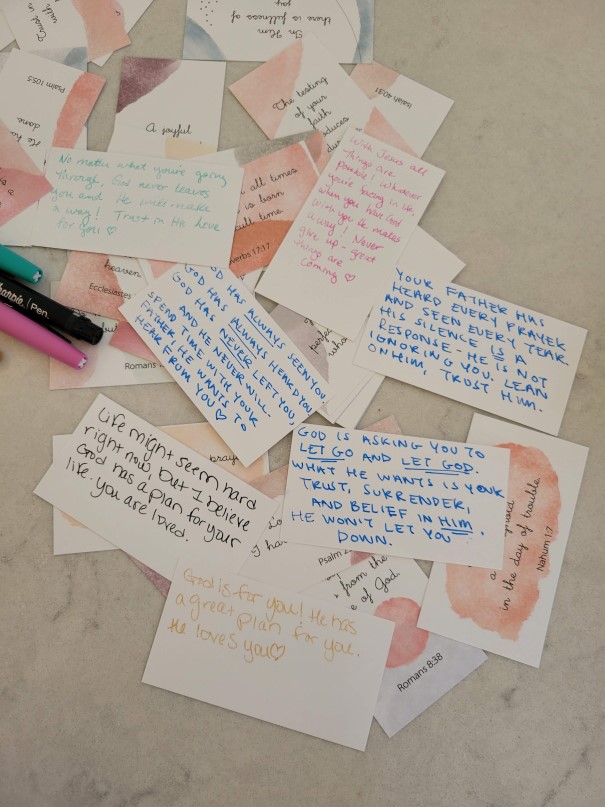 In Him
there is fullness of
joy
Psalm 105:5
done.
A joyful
The testing
of your
faith
Isaiah 40:31
No matter what you're going
through, God never leaves
you and He will make
a way! Trust in He love
for you ♡
all times
is born
verbs 17:17
With Jesus all
things are
possible! Whatever
you're facing in life,
when you have God
with you He makes
a way! Never
give up - great
things are
coming ♡
heaven
Ecclesiastes
Romans
Pen.
HAS ALWAYS SEEN YOU,
GOD HAS ALWAYS HEARD YOU,
GOD HAS NEVER LEFT YOU,
AND HE NEVER WILL.
SPEND TIME WITH YOUR
FATHER, HE WANTS TO
HEAR FROM YOU ♡
YOUR FATHER HAS
HEARD EVERY PRAYER
AND SEEN EVERY TEAR.
HIS SILENCE IS A
RESPONSE - HE IS NOT
IGNORING YOU. LEAN
ON HIM, TRUST HIM.
Life might seem hard
right now but I believe
God has a plan for your
life. you are loved.
GOD IS ASKING YOU TO
LET GO AND LET GOD.
WHAT HE WANTS IS YOUR
TRUST, SURRENDER,
AND BELIEF IN HIM.
HE WON'T LET YOU
DOWN.
in the day of trouble
Nahum 1:7
Psalm
from the
e of God.
Romans 8:38
God is for you! He has
a great plan for you.
He loves you♡